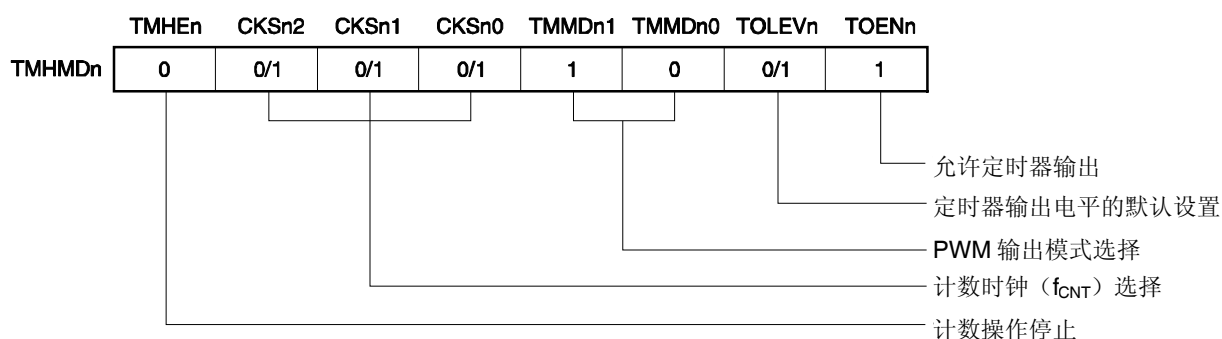 TMHEn CKSn2 CKSn1 CKSn0 TMMDn1 TMMDn0 TOLEVn TOENn
TMHMDn 0 0/1 0/1 0/1 1 0 0/1 1
允许定时器输出
定时器输出电平的默认设置
PWM 输出模式选择
计数时钟（fCNT）选择
计数操作停止